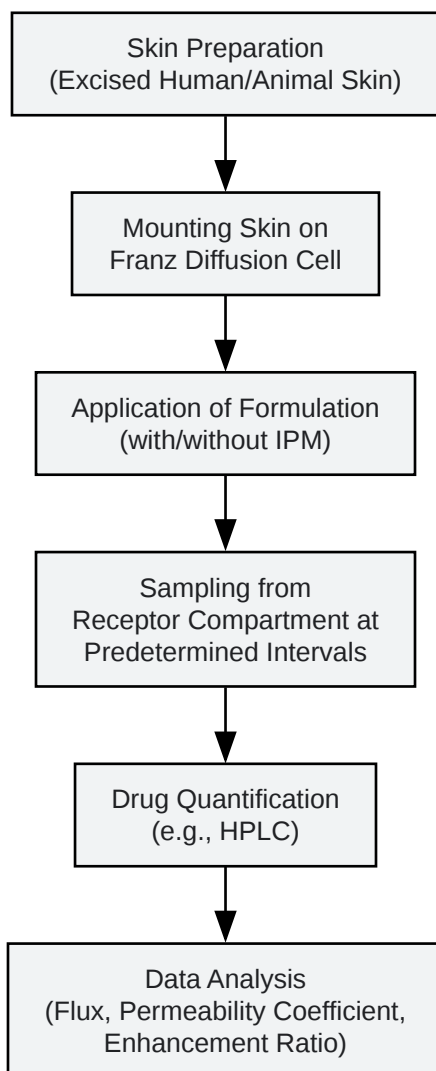 Skin Preparation
(Excised Human/Animal Skin)
Mounting Skin on
Franz Diffusion Cell
Application of Formulation
(with/without IPM)
Sampling from
Receptor Compartment at
Predetermined Intervals
Drug Quantification
(e.g., HPLC)
Data Analysis
(Flux, Permeability Coefficient,
Enhancement Ratio)